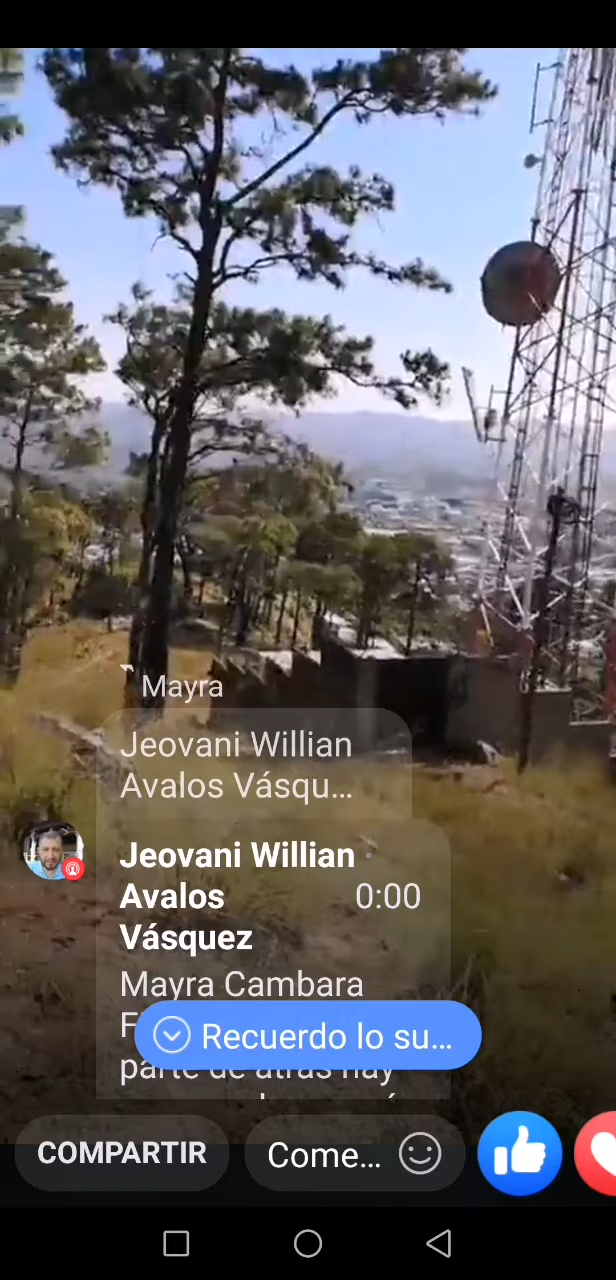 Mayra
Jeovani Willian
Avalos Vásqu...
Jeovani Willian ·
Avalos 0:00
Vásquez
Mayra Cambara
Recuerdo lo su...
parte de atrás hay
COMPARTIR
Come...